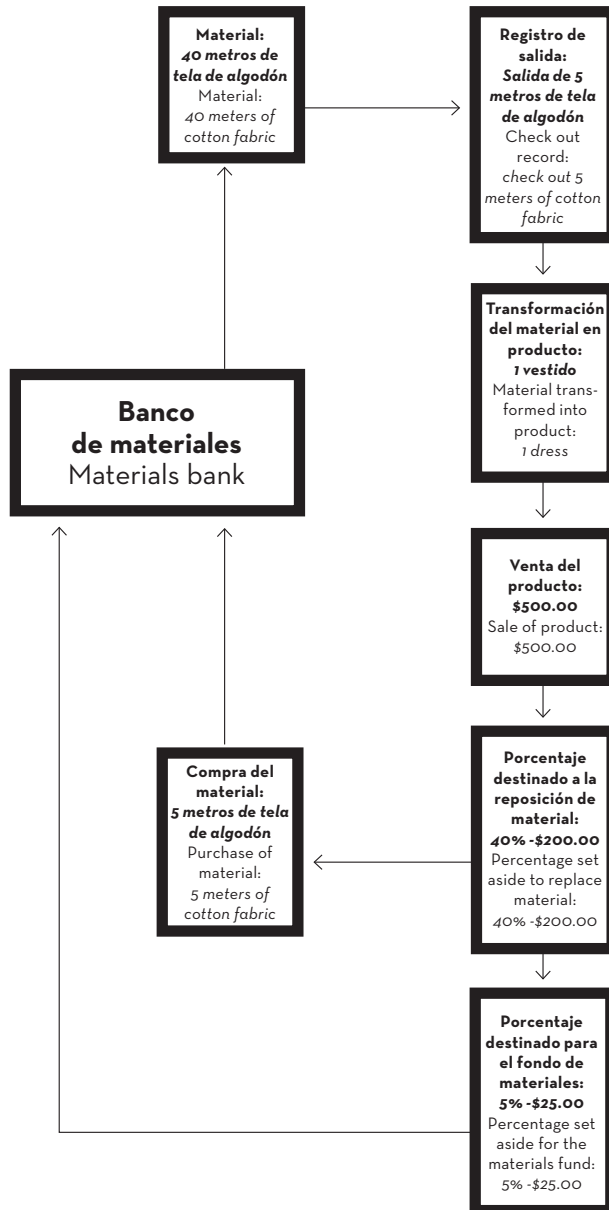 Material:
40 metros de
tela de algodón
Material:
40 meters of
cotton fabric
Registro de
salida:
Salida de 5
metros de tela
de algodón
Check out
record:
check out 5
meters of cotton
fabric
Transformación
del material en
producto:
1 vestido
Material trans-
formed into
product:
1 dress
Banco
de materiales
Materials bank
Venta del
producto:
$500.00
Sale of product:
$500.00
Porcentaje
destinado a la
reposición de
material:
40% -$200.00
Percentage set
aside to replace
material:
40% -$200.00
Compra del
material:
5 metros de tela
de algodón
Purchase of
material:
5 meters of
cotton fabric
Porcentaje
destinado para
el fondo de
materiales:
5% -$25.00
Percentage set
aside for the
materials fund:
5% -$25.00